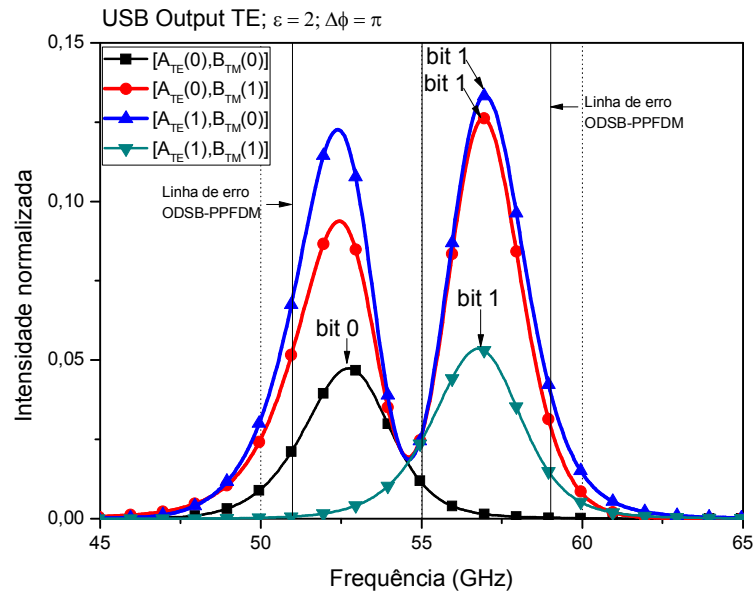 USB Output TE; ε = 2; Δϕ = π
[A_TE(0),B_TM(0)]
[A_TE(0),B_TM(1)]
[A_TE(1),B_TM(0)]
[A_TE(1),B_TM(1)]
bit 1
bit 1
Linha de erro
ODSB-PPFDM
Linha de erro
ODSB-PPFDM
bit 0
bit 1
0,15
0,10
0,05
0,00
Intensidade normalizada
45 50 55 60 65
Frequência (GHz)